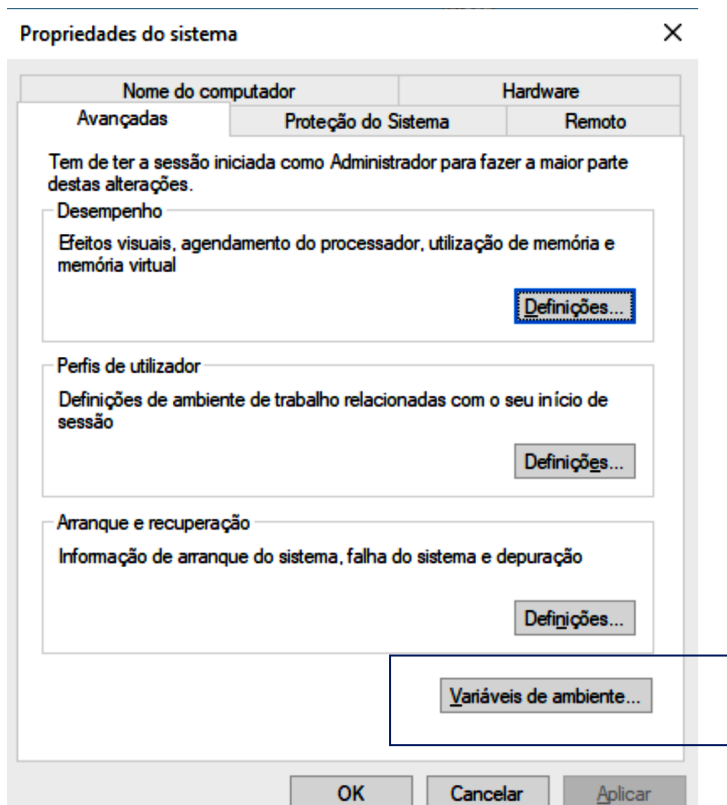 Propriedades do sistema
Nome do computador
Hardware
Avançadas
Proteção do Sistema
Remoto
Tem de ter a sessão iniciada como Administrador para fazer a maior parte
destas alterações.
Desempenho
Efeitos visuais, agendamento do processador, utilização de memória e
memória virtual
Definições...
Perfis de utilizador
Definições de ambiente de trabalho relacionadas com o seu início de
sessão
Definições...
Arranque e recuperação
Informação de arranque do sistema, falha do sistema e depuração
Definições...
Variáveis de ambiente...
OK
Cancelar
Aplicar